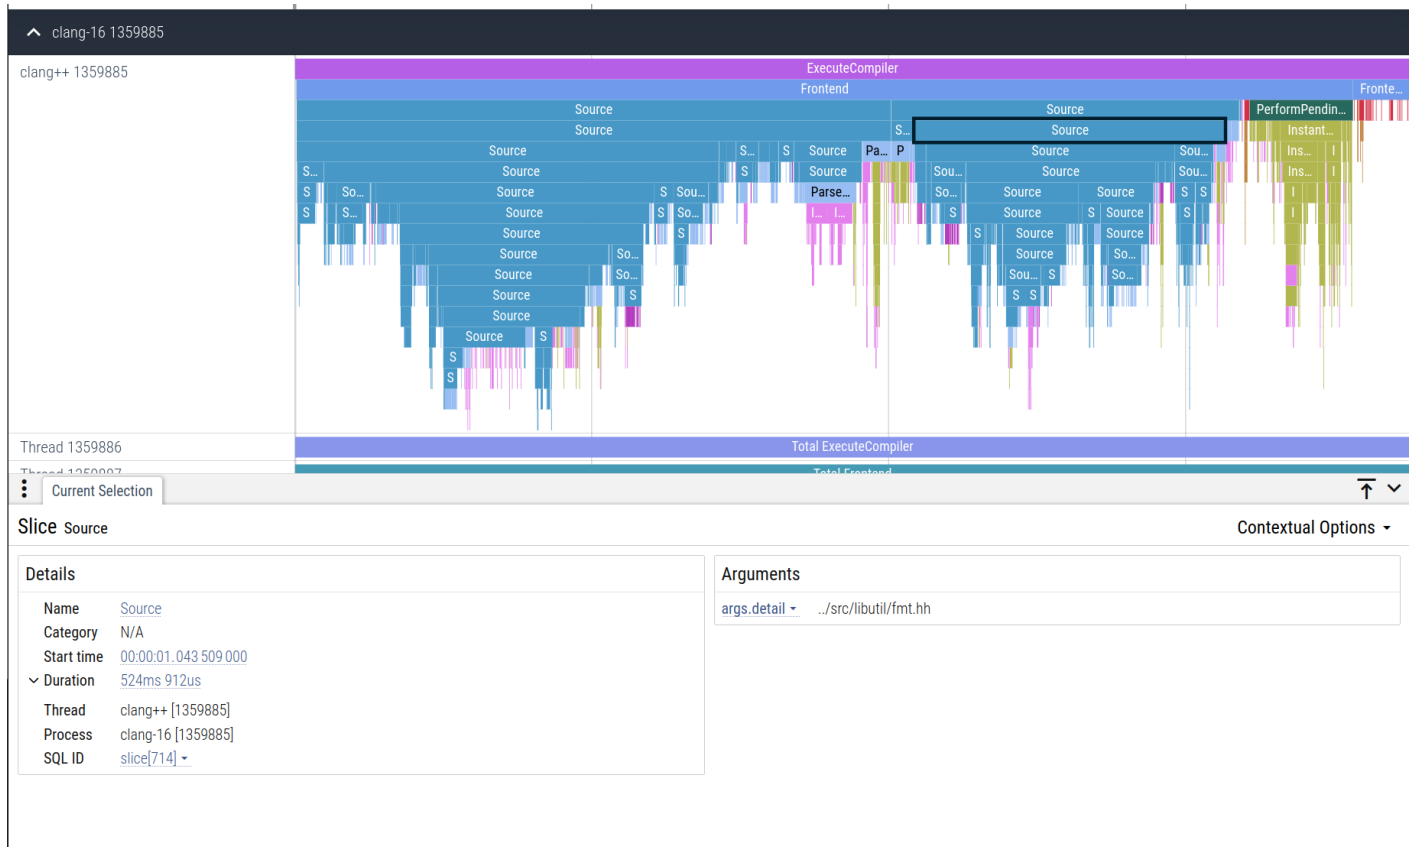 clang-16 1359885
clang++ 1359885
ExecuteCompiler
Frontend Fronte...
Source Source PerformPendin...
Source S... Source Instant...
Source S... S Source Pa... P Source Sou... Ins... I
S... Source S Source Sou... Source Sou... Ins... I
S So... Source S Sou... Parse... So... Source Source S S I
S S... Source S So... I... I... S Source S Source S I
Source S S Source Source
Source So... Source So...
Source So... Sou... S So...
Source S S S
Source
Source S
S
S
Thread 1359886 Total ExecuteCompiler
Thread 1359887 Total Frontend
Current Selection
Slice Source Contextual Options
Details
Name Source
Category N/A
Start time 00:00:01.043 509 000
Duration 524ms 912us
Thread clang++ [1359885]
Process clang-16 [1359885]
SQL ID slice[714]
Arguments
args.detail ../src/libutil/fmt.hh